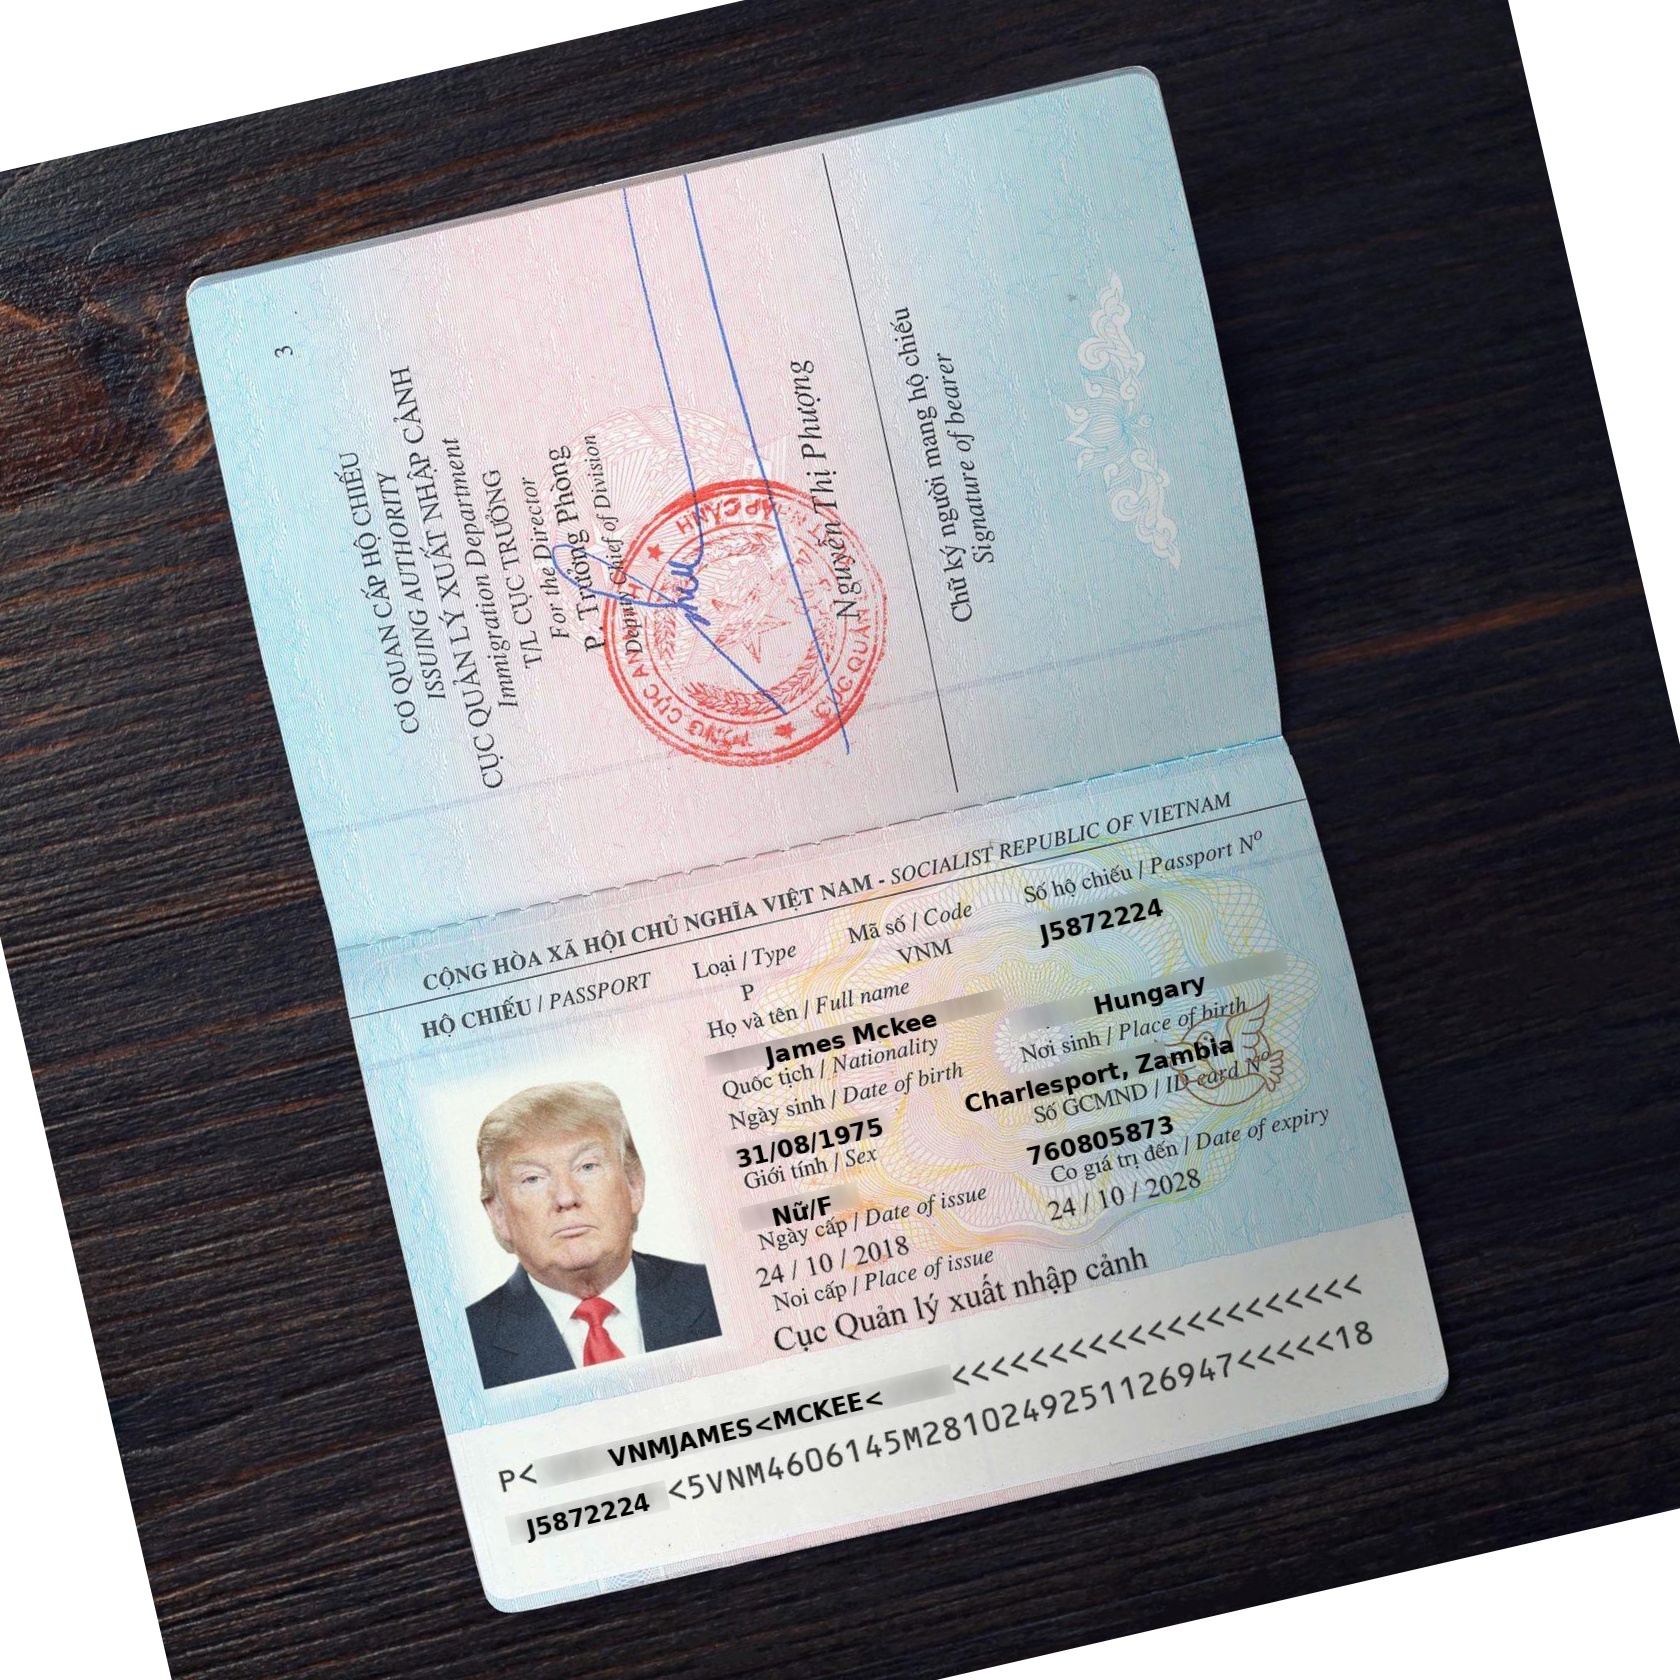 3
CƠ QUAN CẤP HỘ CHIẾU
ISSUING AUTHORITY
CỤC QUẢN LÝ XUẤT NHẬP CẢNH
Immigration Department
T/L CỤC TRƯỞNG
For the Director
P. Trưởng Phòng
Deputy Chief of Division
Nguyễn Thị Phượng
Chữ ký người mang hộ chiếu
Signature of bearer
CỘNG HÒA XÃ HỘI CHỦ NGHĨA VIỆT NAM - SOCIALIST REPUBLIC OF VIETNAM
HỘ CHIẾU / PASSPORT
Loại / Type
Mã số / Code
Số hộ chiếu / Passport Nº
P
VNM
J5872224
Họ và tên / Full name
James Mckee
Hungary
Quốc tịch / Nationality
Nơi sinh / Place of birth
Charlesport, Zambia
Ngày sinh / Date of birth
Số GCMND / ID card Nº
31/08/1975
760805873
Giới tính / Sex
Co giá trị đến / Date of expiry
Nữ/F
24 / 10 / 2028
Ngày cấp / Date of issue
24 / 10 / 2018
Noi cấp / Place of issue
Cục Quản lý xuất nhập cảnh
P< VNMJAMES<MCKEE< <<<<<<<<<<<<<<<<<<<<<<
J5872224 <5VNM4606145M2810249251126947<<<<<18